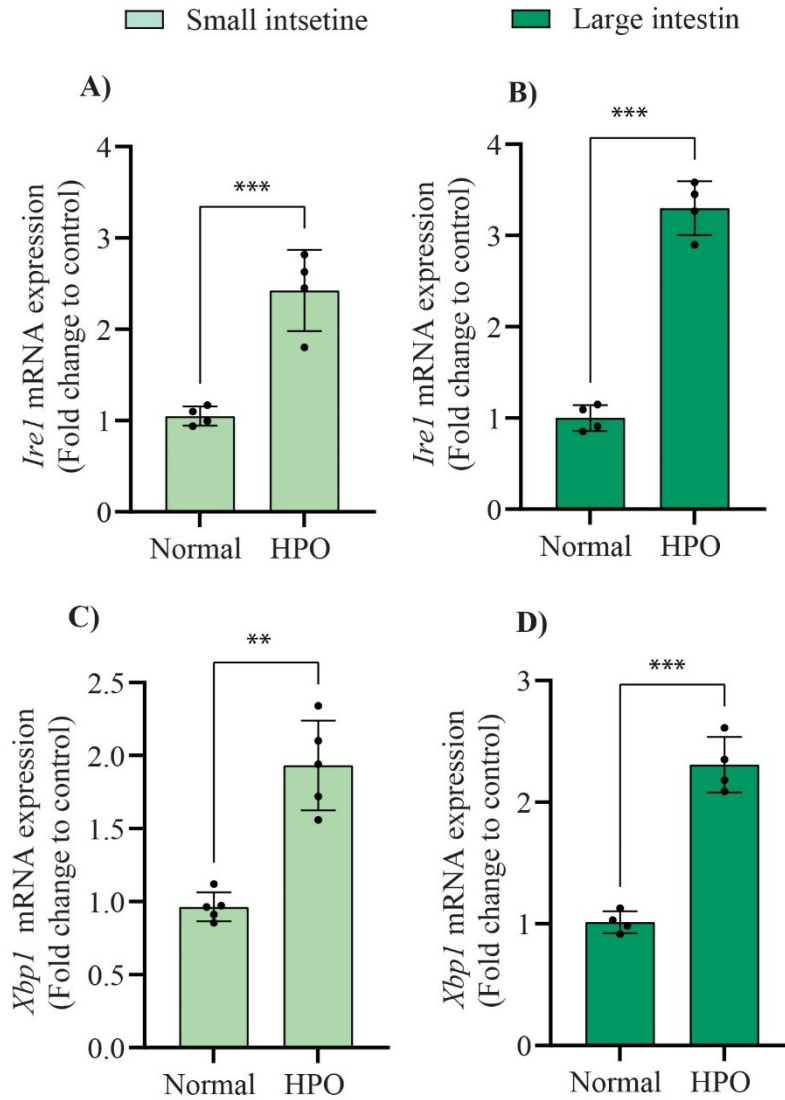 Small intsetine
Large intestin
A)
***
Ire1 mRNA expression
(Fold change to control)
4
3
2
1
0
Normal HPO
B)
***
Ire1 mRNA expression
(Fold change to control)
4
3
2
1
0
Normal HPO
C)
**
Xbp1 mRNA expression
(Fold change to control)
2.5
2.0
1.5
1.0
0.5
0.0
Normal HPO
D)
***
Xbp1 mRNA expression
(Fold change to control)
3
2
1
0
Normal HPO